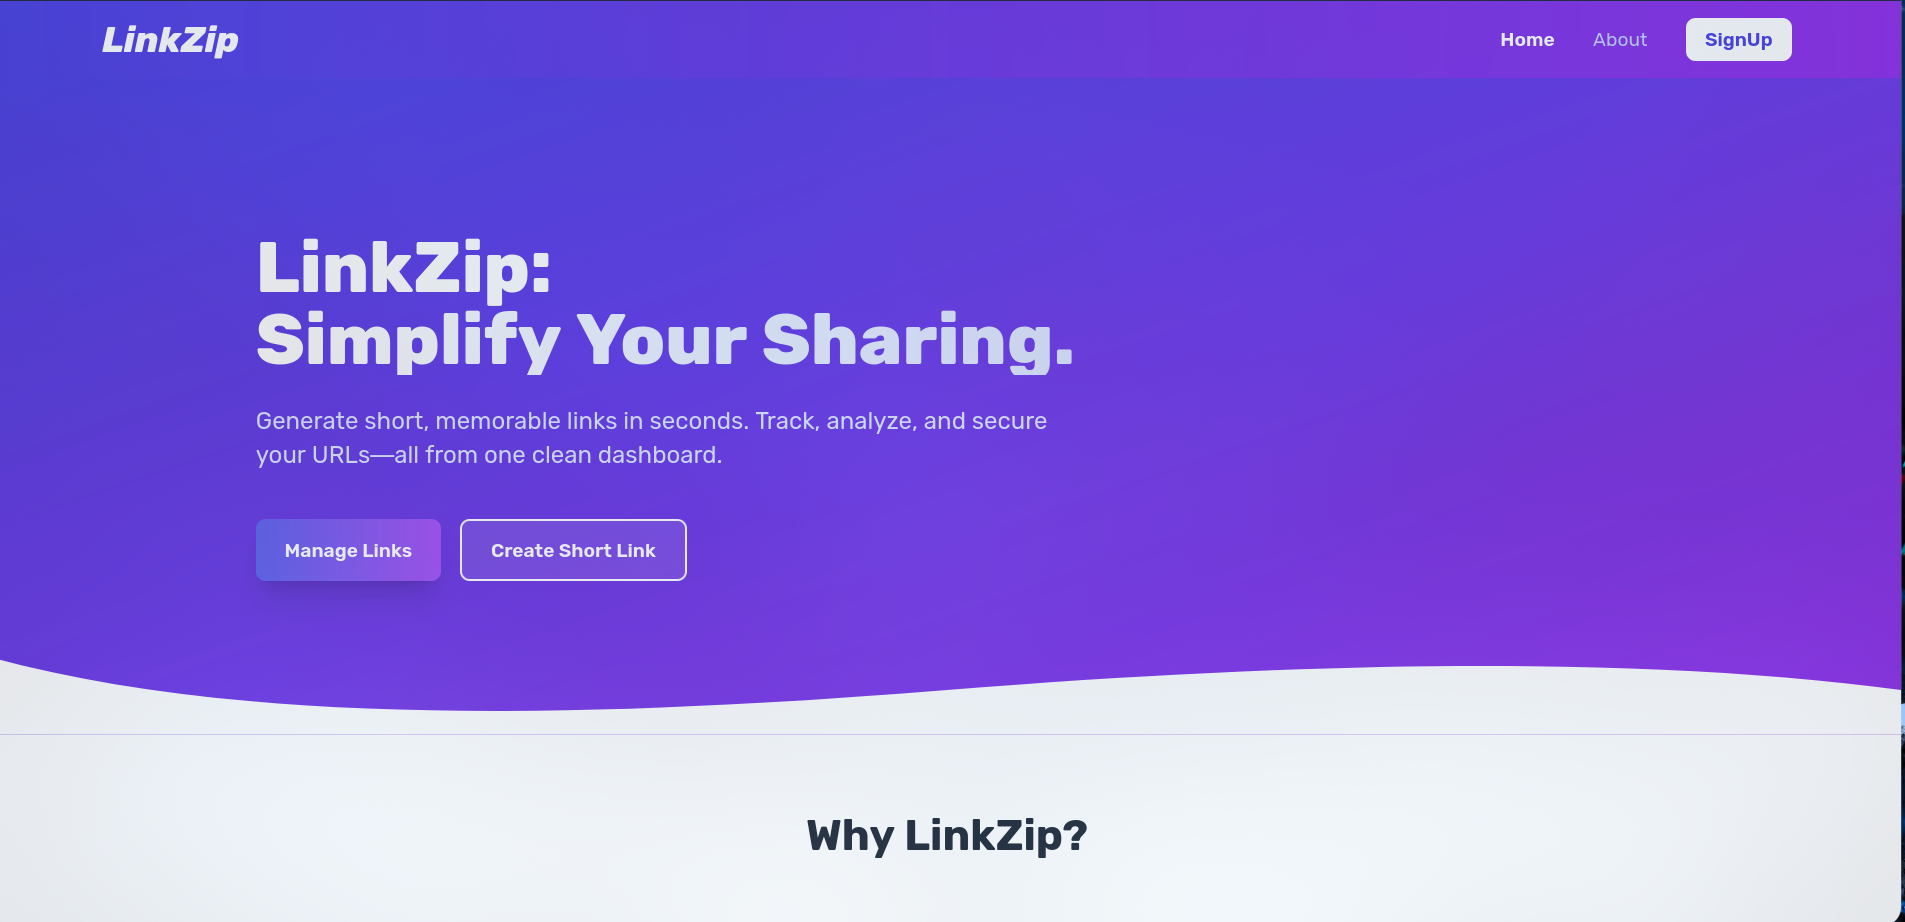 LinkZip
Home
About
SignUp
LinkZip:
Simplify Your Sharing.
Generate short, memorable links in seconds. Track, analyze, and secure
your URLs—all from one clean dashboard.
Manage Links
Create Short Link
Why LinkZip?